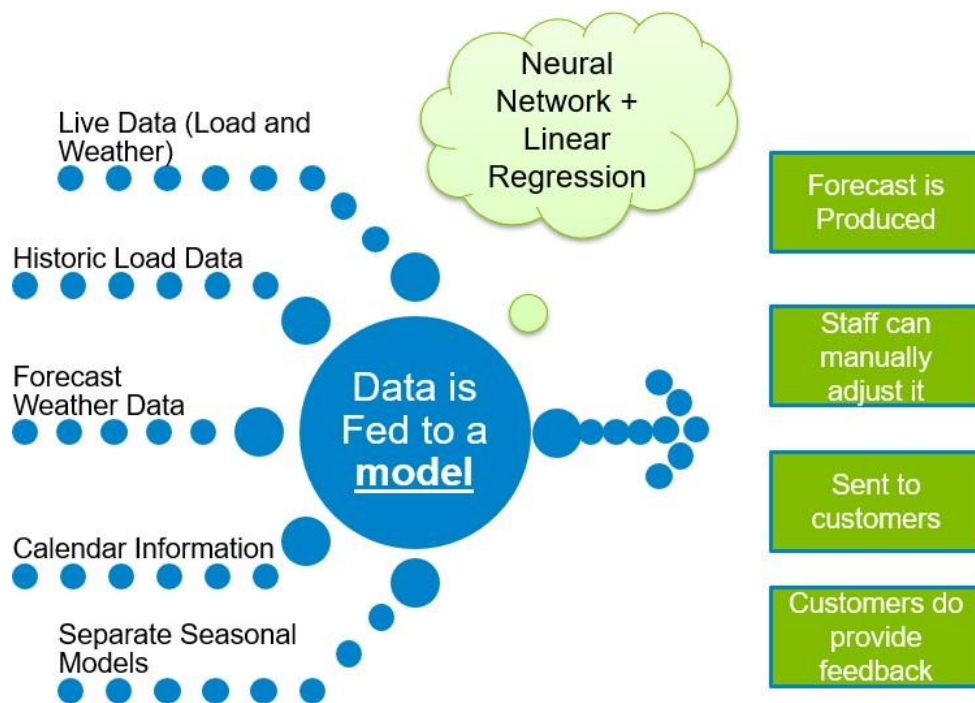 Neural
Network +
Linear
Regression
Live Data (Load and
Weather)
Historic Load Data
Forecast
Weather Data
Calendar Information
Separate Seasonal
Models
Data is
Fed to a
model
Forecast is
Produced
Staff can
manually
adjust it
Sent to
customers
Customers do
provide
feedback